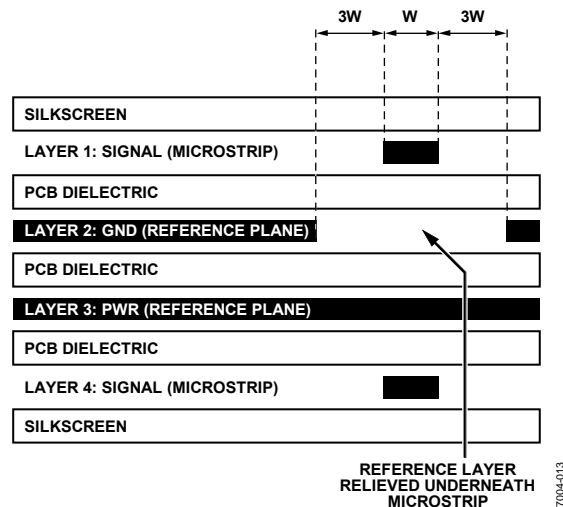 3W W 3W
SILKSCREEN
LAYER 1: SIGNAL (MICROSTRIP)
PCB DIELECTRIC
LAYER 2: GND (REFERENCE PLANE)
PCB DIELECTRIC
LAYER 3: PWR (REFERENCE PLANE)
PCB DIELECTRIC
LAYER 4: SIGNAL (MICROSTRIP)
SILKSCREEN
REFERENCE LAYER
RELIEVED UNDERNEATH
MICROSTRIP
7004-013